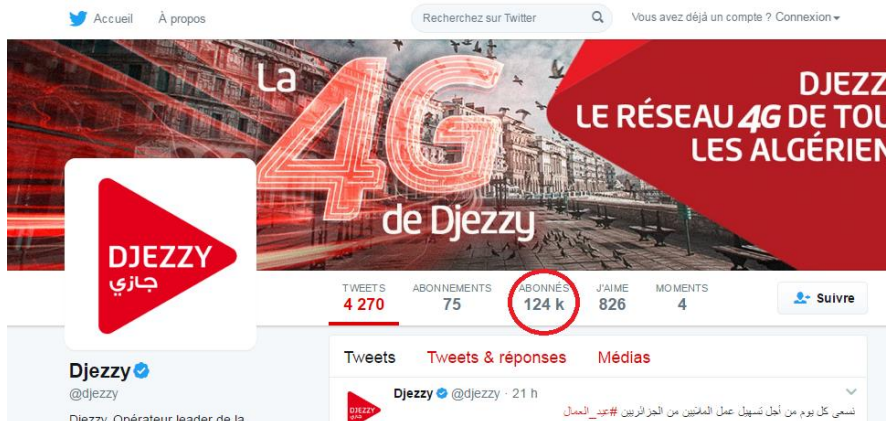 Accueil À propos Recherchez sur Twitter Vous avez déjà un compte ? Connexion
La
4G
de Djezzy
DJEZZ
LE RÉSEAU 4G DE TOU
LES ALGÉRIEN
DJEZZY
جازي
TWEETS ABONNEMENTS ABONNÉS J'AIME MOMENTS
4 270 75 124 k 826 4
Suivre
Djezzy
@djezzy
Djezzy, Opérateur leader de la
Tweets Tweets & réponses Médias
Djezzy @djezzy · 21 h
نسعى كل يوم من أجل تسهيل عمل الملايين من الجزائريين #عيد_العمال
DJEZZY
جازي